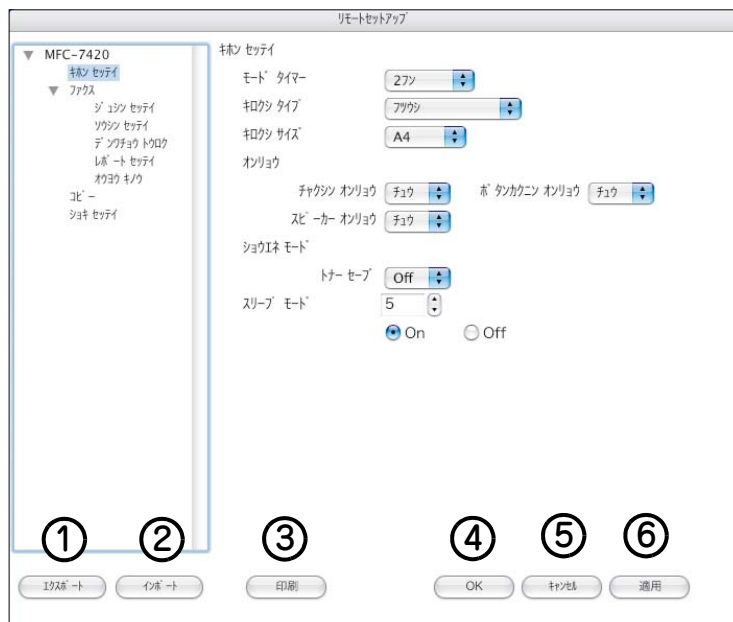 ﾘﾓｰﾄｾｯﾄｱｯﾌﾟ
MFC-7420
ｷﾎﾝ ｾｯﾃｲ
ﾌｧｸｽ
ｼﾞｭｼﾝ ｾｯﾃｲ
ｿｳｼﾝ ｾｯﾃｲ
ﾃﾞﾝﾜﾁｮｳ ﾄｳﾛｸ
ﾚﾎﾟｰﾄ ｾｯﾃｲ
ｵｳﾖｳ ｷﾉｳ
ｺﾋﾟｰ
ｼｮｷ ｾｯﾃｲ
ｷﾎﾝ ｾｯﾃｲ
ﾓｰﾄﾞ ﾀｲﾏｰ 2ﾌﾝ
ｷﾛｸｼ ﾀｲﾌﾟ ﾌﾂｳｼ
ｷﾛｸｼ ｻｲｽﾞ A4
ｵﾝﾘｮｳ
ﾁｬｸｼﾝ ｵﾝﾘｮｳ ﾁｭｳ ﾎﾞﾀﾝｶｸﾆﾝ ｵﾝﾘｮｳ ﾁｭｳ
ｽﾋﾟｰｶｰ ｵﾝﾘｮｳ ﾁｭｳ
ｼｮｳｴﾈ ﾓｰﾄﾞ
ﾄﾅｰ ｾｰﾌﾞ Off
ｽﾘｰﾌﾟ ﾓｰﾄﾞ 5
On Off
① ② ③ ④ ⑤ ⑥
ｴｸｽﾎﾟｰﾄ ｲﾝﾎﾟｰﾄ 印刷 OK ｷｬﾝｾﾙ 適用